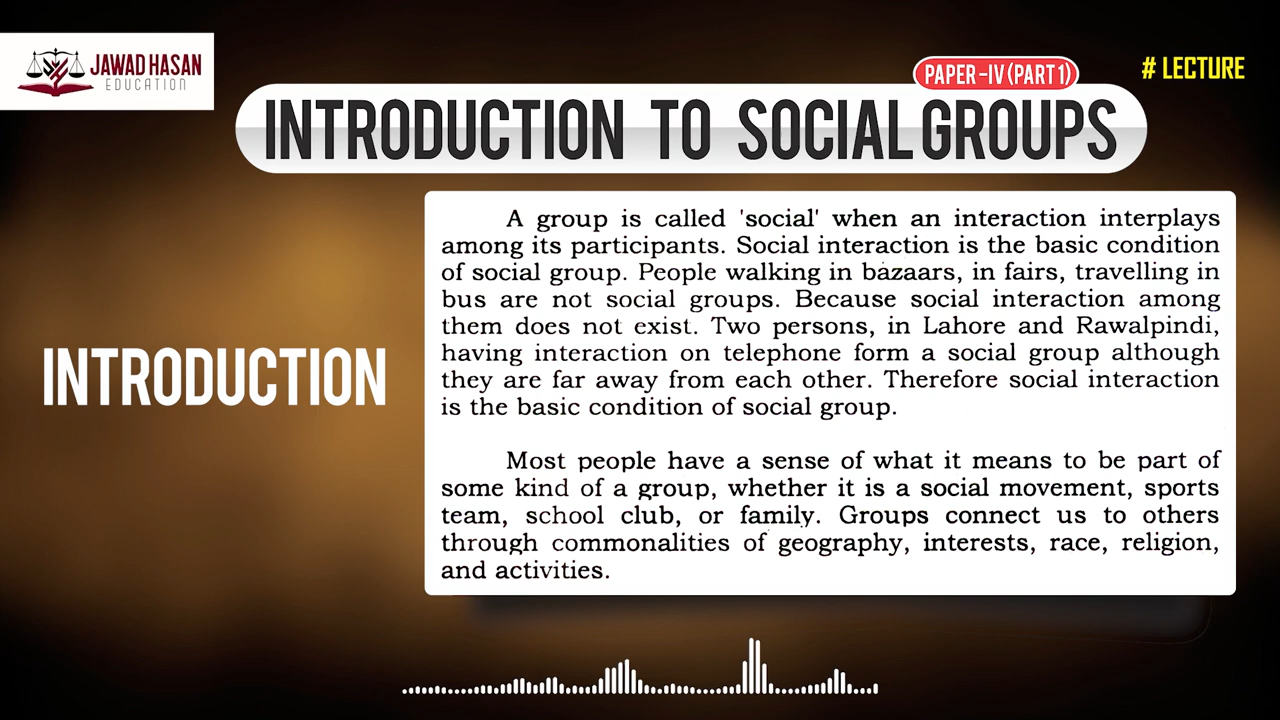 JAWAD HASAN
EDUCATION
PAPER -IV (PART 1)
# LECTURE
INTRODUCTION TO SOCIAL GROUPS
INTRODUCTION
A group is called 'social' when an interaction interplays
among its participants. Social interaction is the basic condition
of social group. People walking in bazaars, in fairs, travelling in
bus are not social groups. Because social interaction among
them does not exist. Two persons, in Lahore and Rawalpindi,
having interaction on telephone form a social group although
they are far away from each other. Therefore social interaction
is the basic condition of social group.
Most people have a sense of what it means to be part of
some kind of a group, whether it is a social movement, sports
team, school club, or family. Groups connect us to others
through commonalities of geography, interests, race, religion,
and activities.